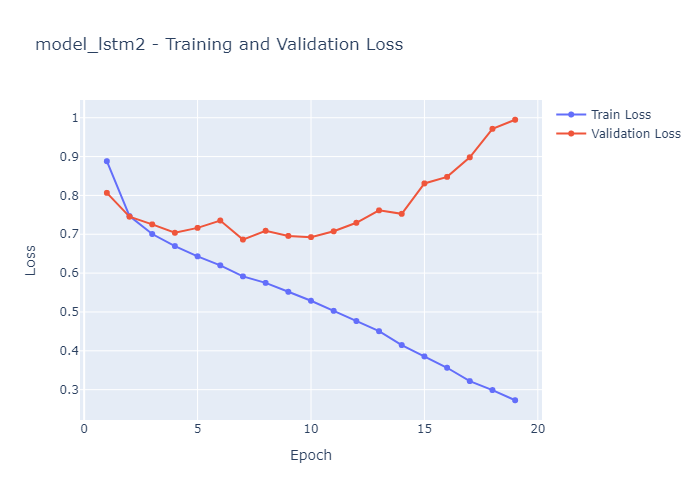 model_lstm2 - Training and Validation Loss
Train Loss
Validation Loss
1
0.9
0.8
0.7
0.6
0.5
0.4
0.3
Loss
0
5
10
15
20
Epoch